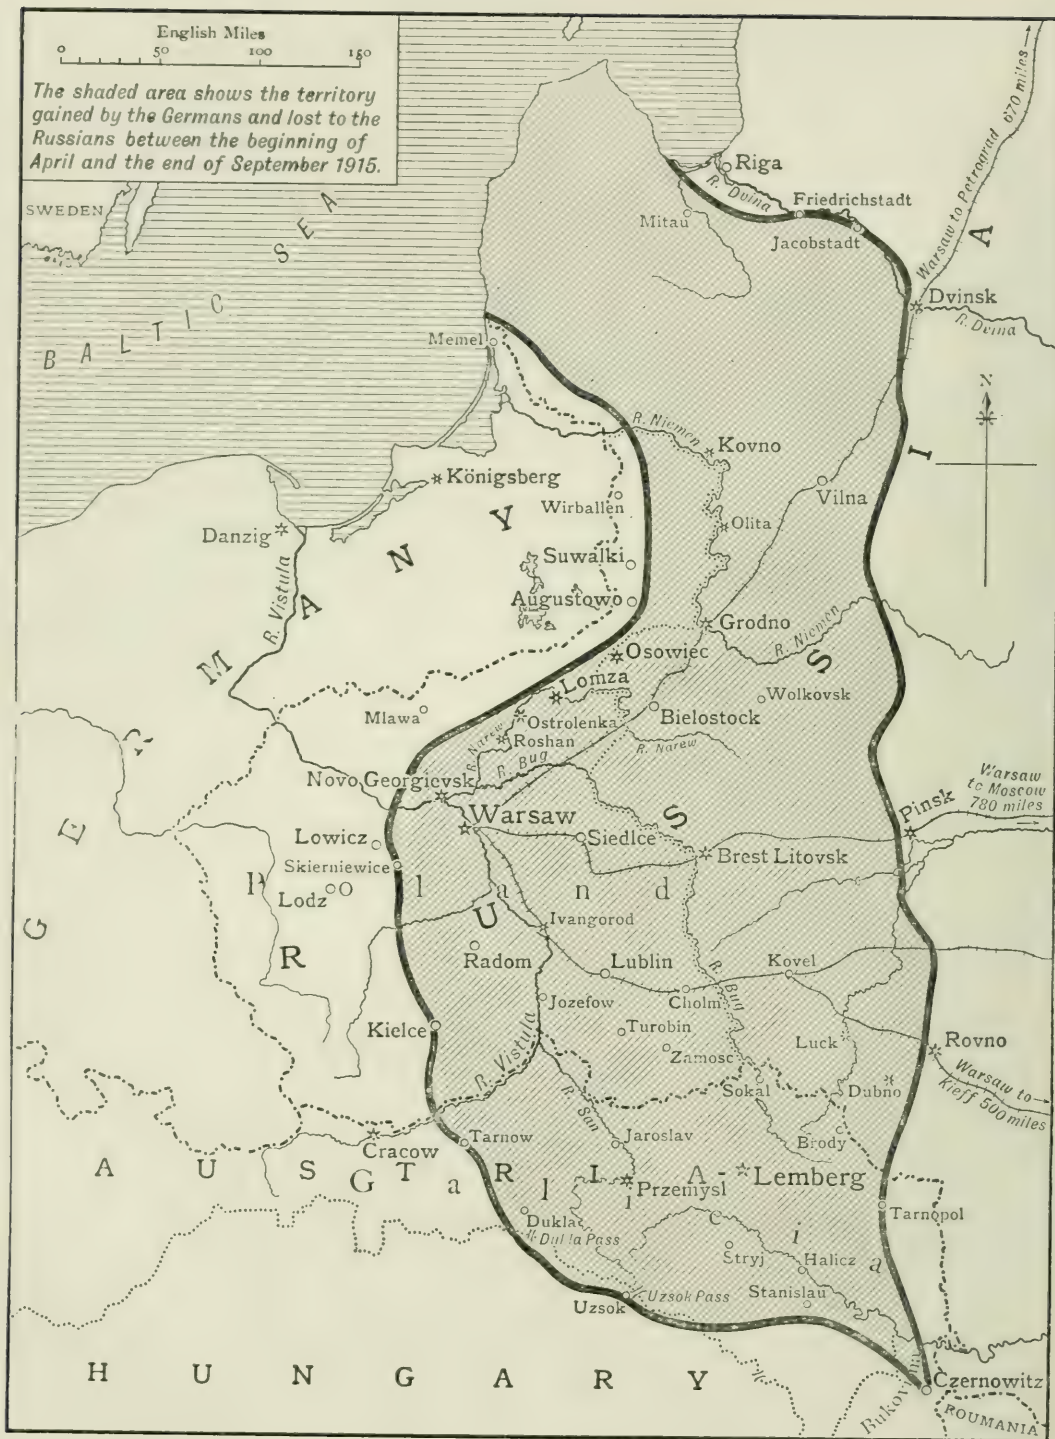 English Miles
0 50 100 150
The shaded area shows the territory
gained by the Germans and lost to the
Russians between the beginning of
April and the end of September 1915.
SWEDEN
BALTIC SEA
Riga
R. Dvina
Friedrichstadt
Mitau
Jacobstadt
Warsaw to Petrograd 670 miles
Dvinsk
R. Dvina
N
Memel
R. Niemen
Kovno
Königsberg
Wirballen
Vilna
Olita
Danzig
R. Vistula
Suwalki
Augustowo
Grodno
R. Niemen
Osowiec
Lomza
Wolkovsk
Mlawa
Ostrolenka
Bielostock
R. Narew
Roshan
R. Narew
R. Bug
Novo Georgievsk
Warsaw
to Moscow
780 miles
Pinsk
Warsaw
Lowicz
Siedlce
Skierniewice
Brest Litovsk
Lodz
Poland
GERMANY
RUSSIA
Ivangorod
Radom
Lublin
Kovel
R. Bug
Cholm
Jozefow
Kielce
Turobin
Luck
Rovno
Zamosc
R. Vistula
Warsaw to
Kieff 500 miles
R. San
Sokal
Dubno
Brody
Cracow
Tarnow
Jaroslav
AUSTRIA-
Galicia
Lemberg
Przemysl
Tarnopol
Dukla
Dukla Pass
Stryj
Halicz
Uzsok
Uzsok Pass
Stanislau
HUNGARY
Czernowitz
Bukovina
ROUMANIA